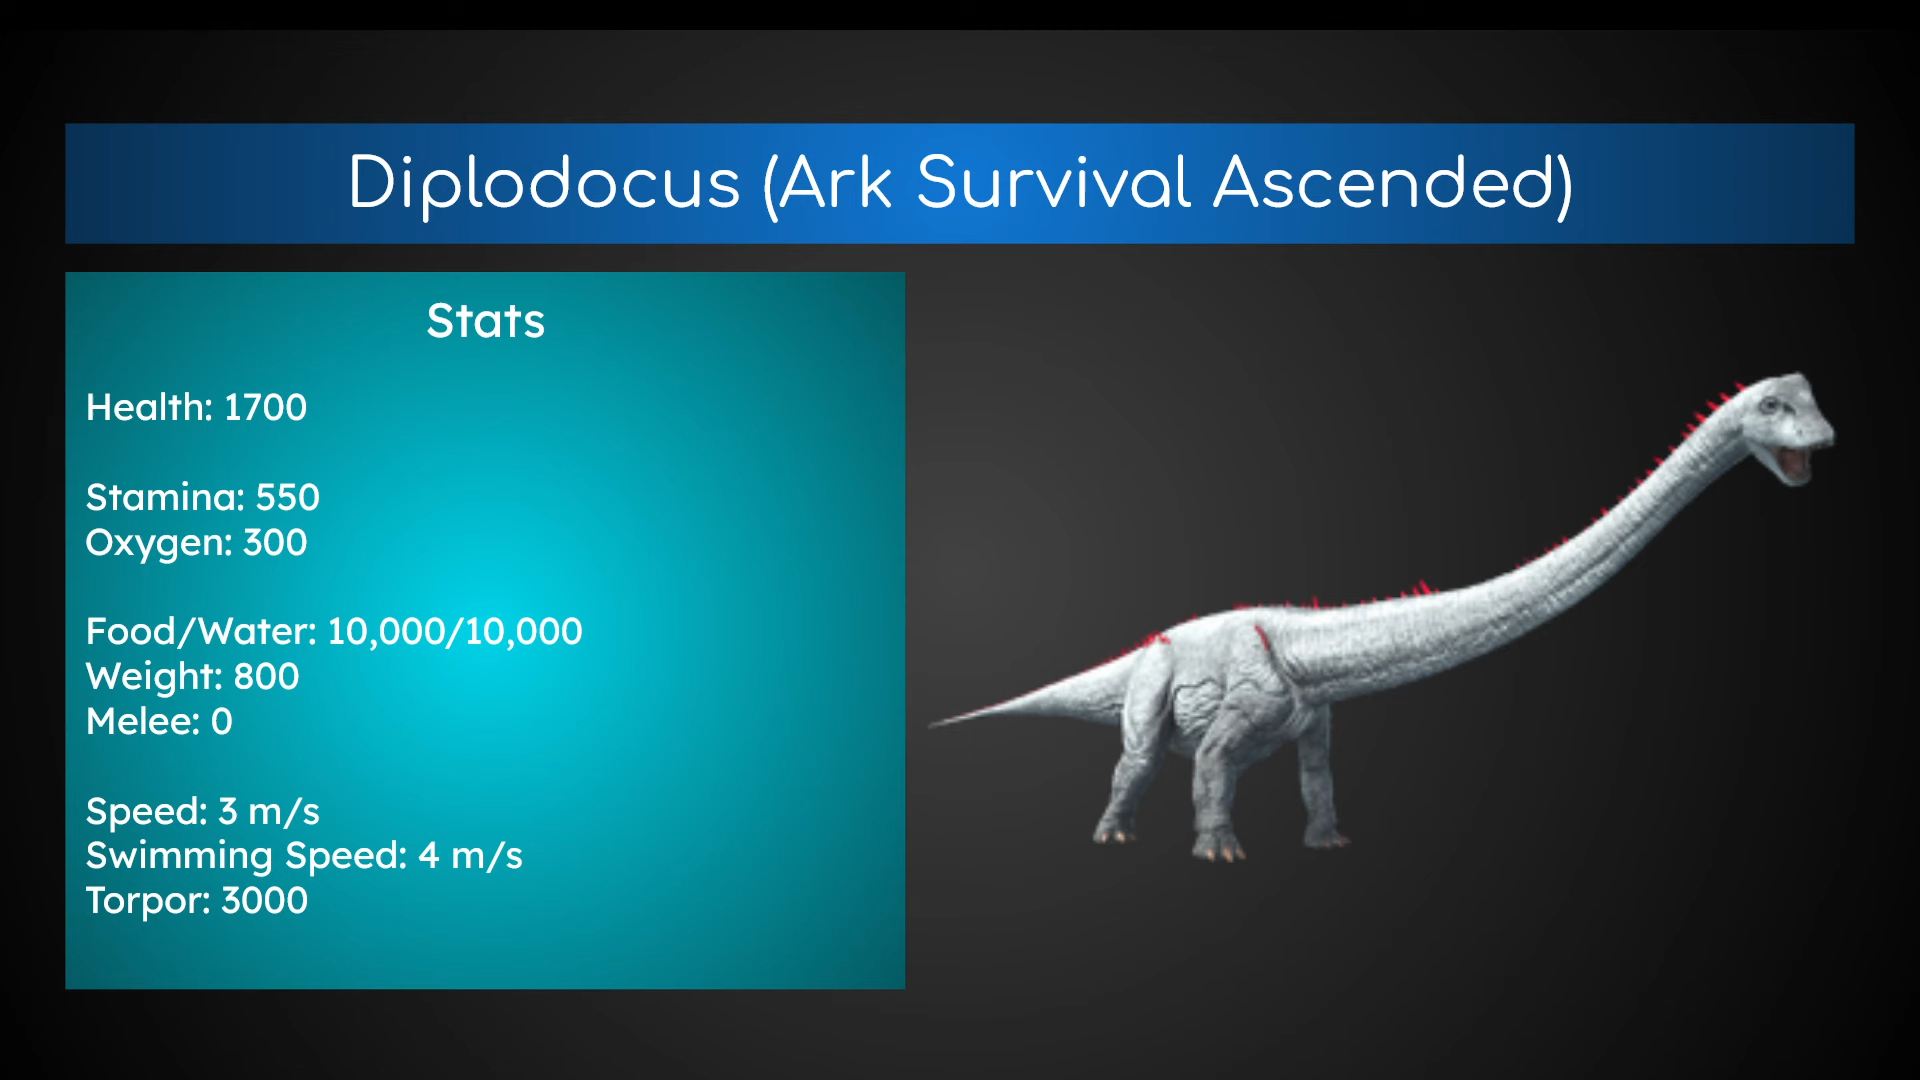 Diplodocus (Ark Survival Ascended)
Stats
Health: 1700
Stamina: 550
Oxygen: 300
Food/Water: 10,000/10,000
Weight: 800
Melee: 0
Speed: 3 m/s
Swimming Speed: 4 m/s
Torpor: 3000